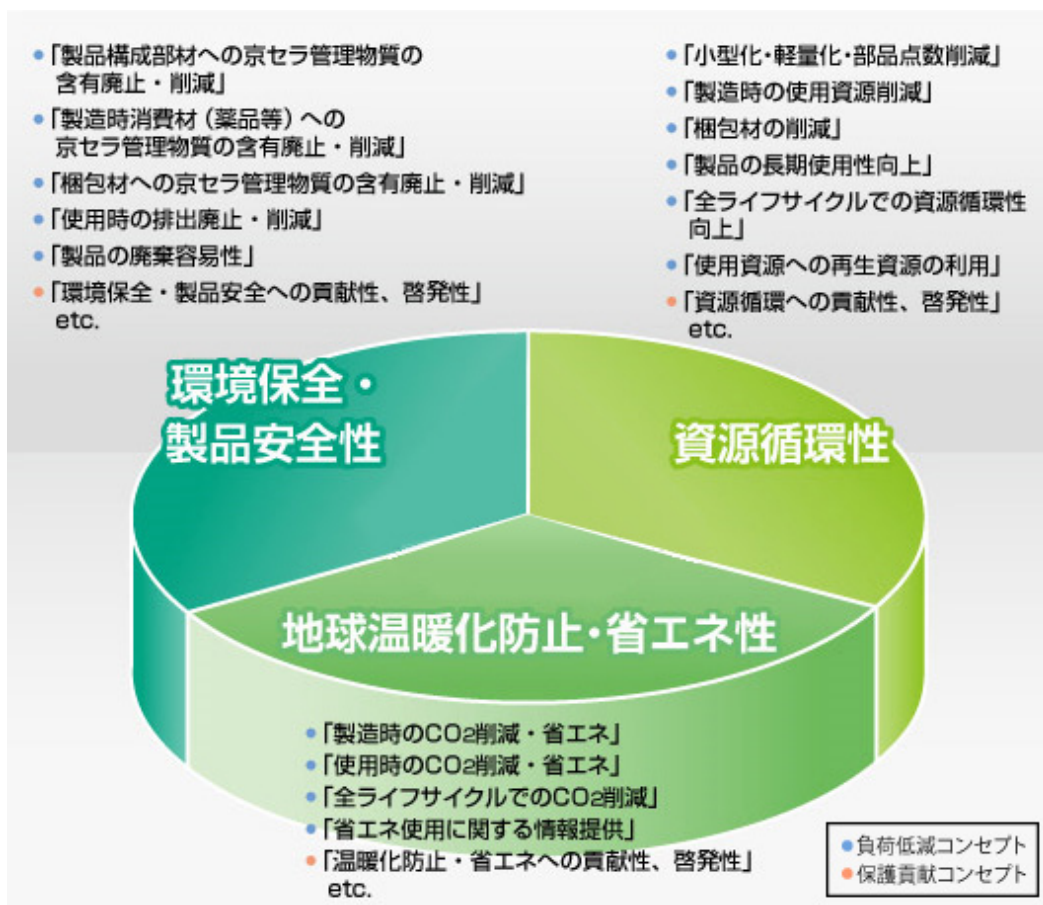 •「製品構成部材への京セラ管理物質の
含有廃止・削減」
•「製造時消費材（薬品等）への
京セラ管理物質の含有廃止・削減」
•「梱包材への京セラ管理物質の含有廃止・削減」
•「使用時の排出廃止・削減」
•「製品の廃棄容易性」
•「環境保全・製品安全への貢献性、啓発性」
etc.
•「小型化・軽量化・部品点数削減」
•「製造時の使用資源削減」
•「梱包材の削減」
•「製品の長期使用性向上」
•「全ライフサイクルでの資源循環性
向上」
•「使用資源への再生資源の利用」
•「資源循環への貢献性、啓発性」
etc.
環境保全・
製品安全性
資源循環性
地球温暖化防止・省エネ性
•「製造時のCO2削減・省エネ」
•「使用時のCO2削減・省エネ」
•「全ライフサイクルでのCO2削減」
•「省エネ使用に関する情報提供」
•「温暖化防止・省エネへの貢献性、啓発性」
etc.
•負荷低減コンセプト
•保護貢献コンセプト